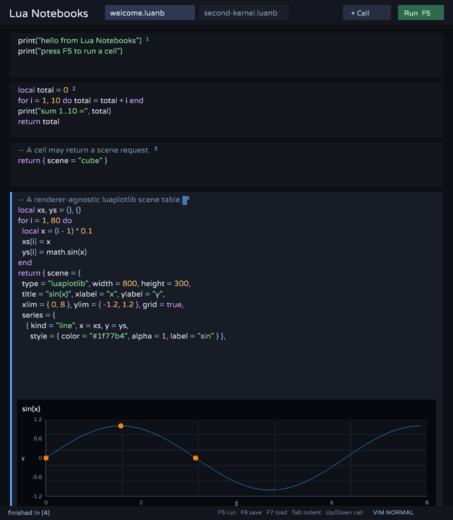 Lua Notebooks welcome.luanb second-kernel.luanb + Cell Run F5
print("hello from Lua Notebooks") 1
print("press F5 to run a cell")
local total = 0 2
for i = 1, 10 do total = total + i end
print("sum 1..10 =", total)
return total
-- A cell may return a scene request. 3
return { scene = "cube" }
-- A renderer-agnostic luaplotlib scene table.
local xs, ys = {}, {}
for i = 1, 80 do
local x = (i - 1) * 0.1
xs[i] = x
ys[i] = math.sin(x)
end
return { scene = {
type = "luaplotlib", width = 800, height = 300,
title = "sin(x)", xlabel = "x", ylabel = "y",
xlim = { 0, 8 }, ylim = { -1.2, 1.2 }, grid = true,
series = {
{ kind = "line", x = xs, y = ys,
style = { color = "#1f77b4", alpha = 1, label = "sin" } },
sin(x)
1.2
0.6
y 0
-0.6
-1.2
0 2 6 8
Finished in [4] F5 run F6 save F7 load Tab indent Up/Down cell VIM NORMAL